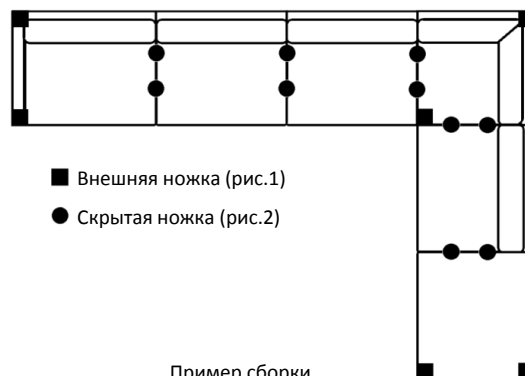 Внешняя ножка (рис.1)
Скрытая ножка (рис.2)
Пример сборки